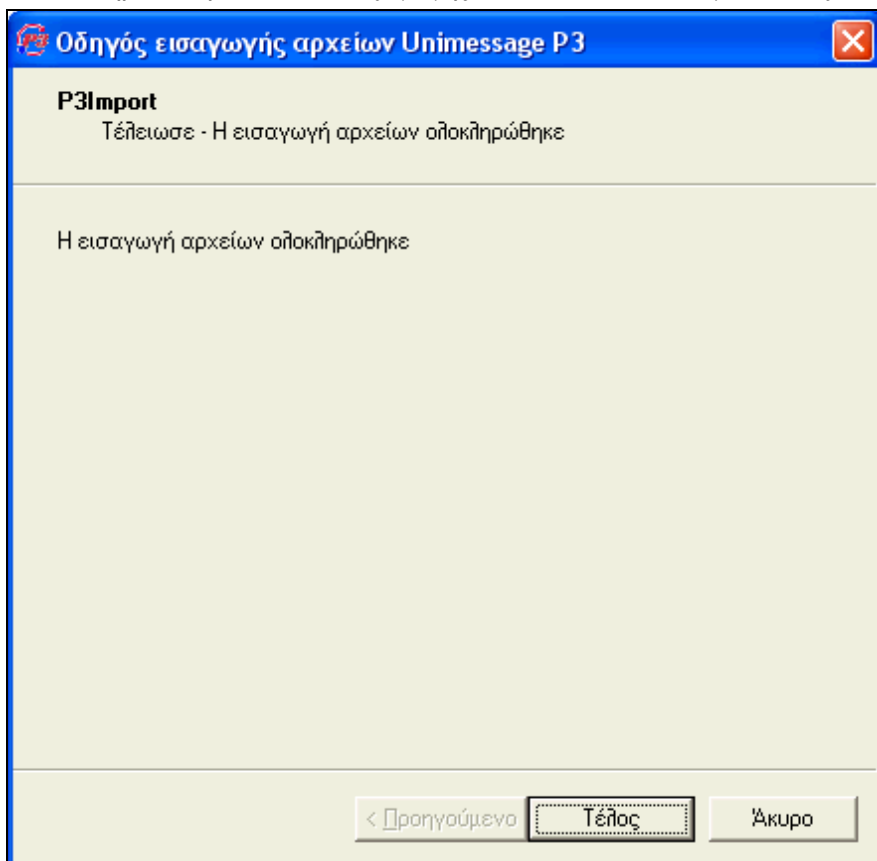 Οδηγός εισαγωγής αρχείων Unimessage P3
P3Import
Τέλειωσε - Η εισαγωγή αρχείων ολοκληρώθηκε
Η εισαγωγή αρχείων ολοκληρώθηκε
< Προηγούμενο Τέλος Άκυρο